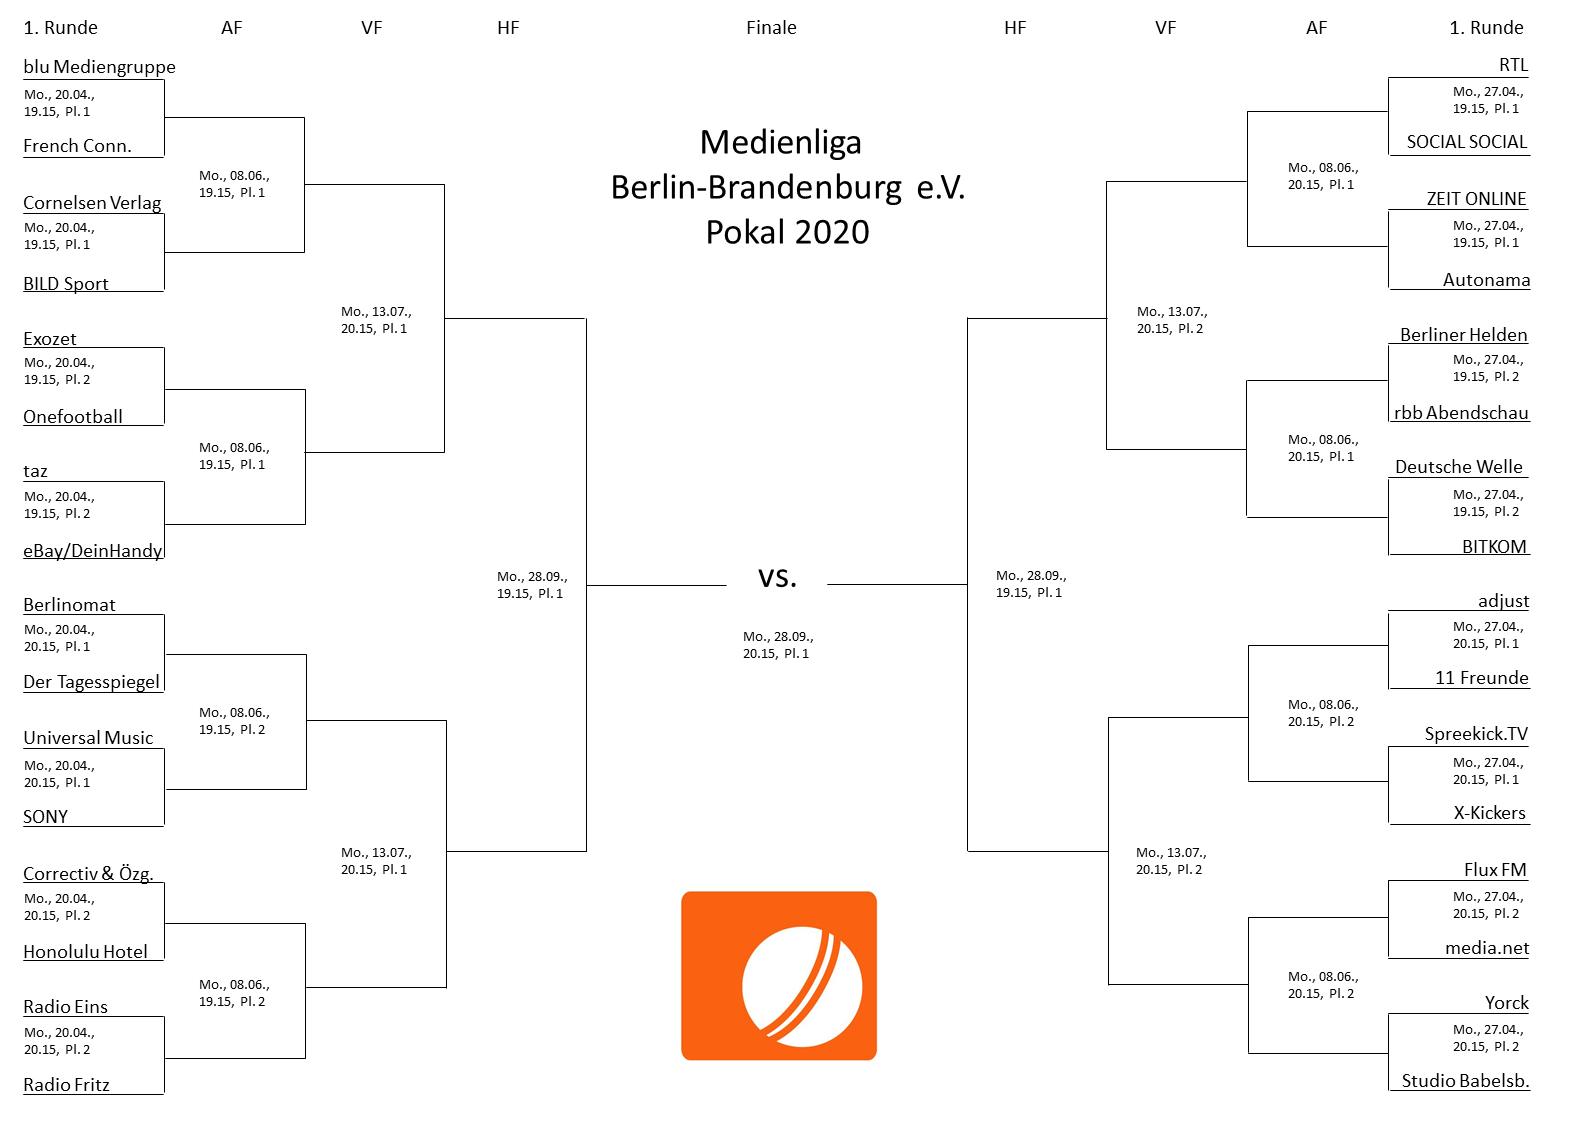 1. Runde
AF
VF
HF
Finale
HF
VF
AF
1. Runde
Medienliga
Berlin-Brandenburg e.V.
Pokal 2020
blu Mediengruppe
Mo., 20.04.,
19.15, Pl. 1
French Conn.
Cornelsen Verlag
Mo., 20.04.,
19.15, Pl. 1
BILD Sport
Exozet
Mo., 20.04.,
19.15, Pl. 2
Onefootball
taz
Mo., 20.04.,
19.15, Pl. 2
eBay/DeinHandy
Berlinomat
Mo., 20.04.,
20.15, Pl. 1
Der Tagesspiegel
Universal Music
Mo., 20.04.,
20.15, Pl. 1
SONY
Correctiv & Özg.
Mo., 20.04.,
20.15, Pl. 2
Honolulu Hotel
Radio Eins
Mo., 20.04.,
20.15, Pl. 2
Radio Fritz
Mo., 08.06.,
19.15, Pl. 1
Mo., 08.06.,
19.15, Pl. 1
Mo., 08.06.,
19.15, Pl. 2
Mo., 08.06.,
19.15, Pl. 2
Mo., 13.07.,
20.15, Pl. 1
Mo., 13.07.,
20.15, Pl. 1
Mo., 28.09.,
19.15, Pl. 1
vs.
Mo., 28.09.,
20.15, Pl. 1
Mo., 28.09.,
19.15, Pl. 1
Mo., 13.07.,
20.15, Pl. 2
Mo., 13.07.,
20.15, Pl. 2
Mo., 08.06.,
20.15, Pl. 1
Mo., 08.06.,
20.15, Pl. 1
Mo., 08.06.,
20.15, Pl. 2
Mo., 08.06.,
20.15, Pl. 2
RTL
Mo., 27.04.,
19.15, Pl. 1
SOCIAL SOCIAL
ZEIT ONLINE
Mo., 27.04.,
19.15, Pl. 1
Autonama
Berliner Helden
Mo., 27.04.,
19.15, Pl. 2
rbb Abendschau
Deutsche Welle
Mo., 27.04.,
19.15, Pl. 2
BITKOM
adjust
Mo., 27.04.,
20.15, Pl. 1
11 Freunde
Spreekick.TV
Mo., 27.04.,
20.15, Pl. 1
X-Kickers
Flux FM
Mo., 27.04.,
20.15, Pl. 2
media.net
Yorck
Mo., 27.04.,
20.15, Pl. 2
Studio Babelsb.